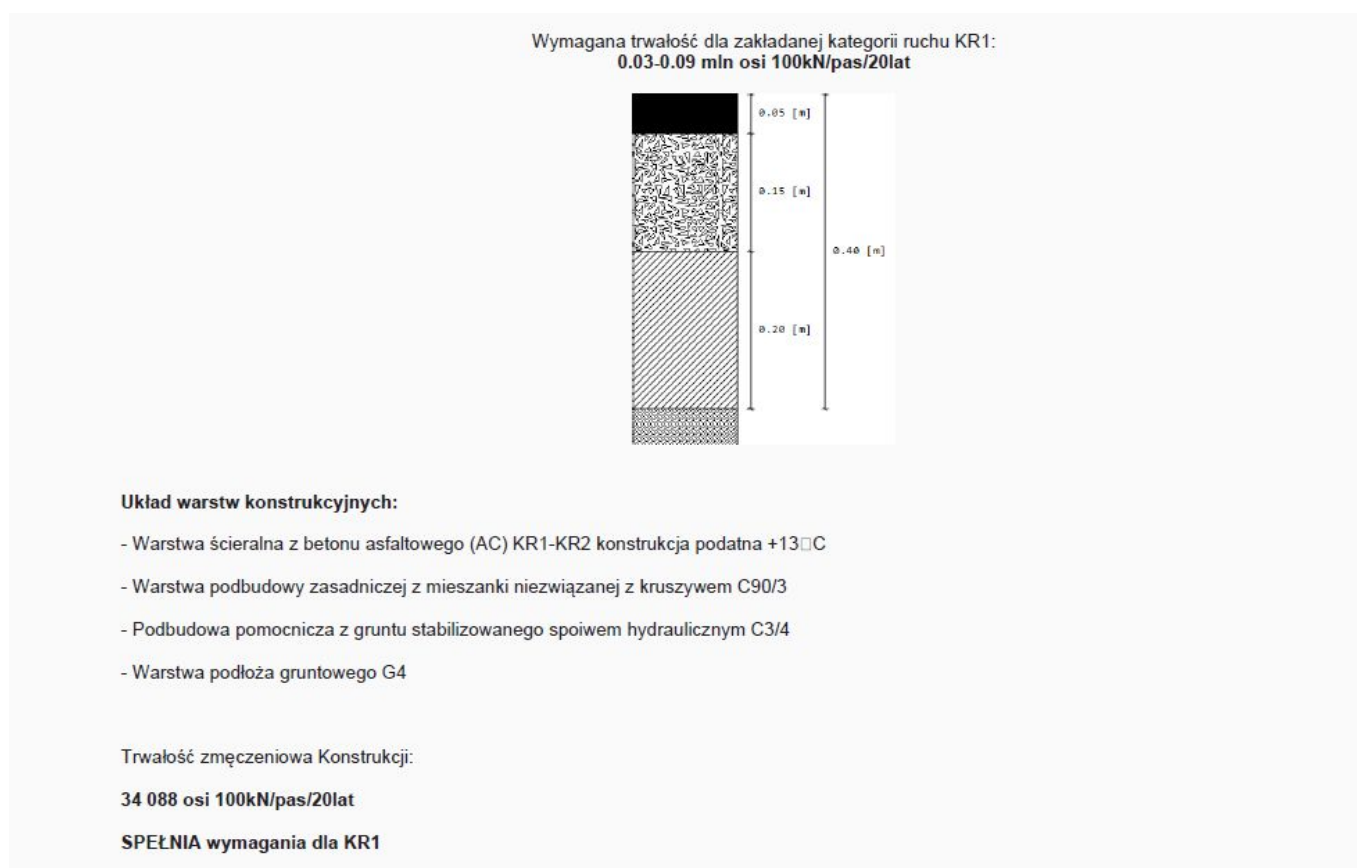 Wymagana trwałość dla zakładanej kategorii ruchu KR1:
0.03-0.09 mln osi 100kN/pas/20lat
0.05 [m]
0.15 [m]
0.40 [m]
0.20 [m]
Układ warstw konstrukcyjnych:
- Warstwa ścieralna z betonu asfaltowego (AC) KR1-KR2 konstrukcja podatna +13□C
- Warstwa podbudowy zasadniczej z mieszanki niezwiązanej z kruszywem C90/3
- Podbudowa pomocnicza z gruntu stabilizowanego spoiwem hydraulicznym C3/4
- Warstwa podłoża gruntowego G4
Trwałość zmęczeniowa Konstrukcji:
34 088 osi 100kN/pas/20lat
SPEŁNIA wymagania dla KR1